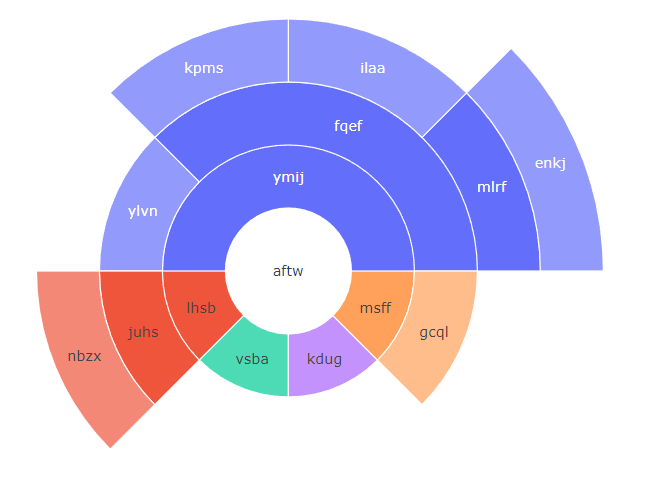 kpms
ilaa
fqef
enkj
ymij
mlrf
ylvn
aftw
lhsb
msff
juhs
gcql
nbzx
vsba
kdug